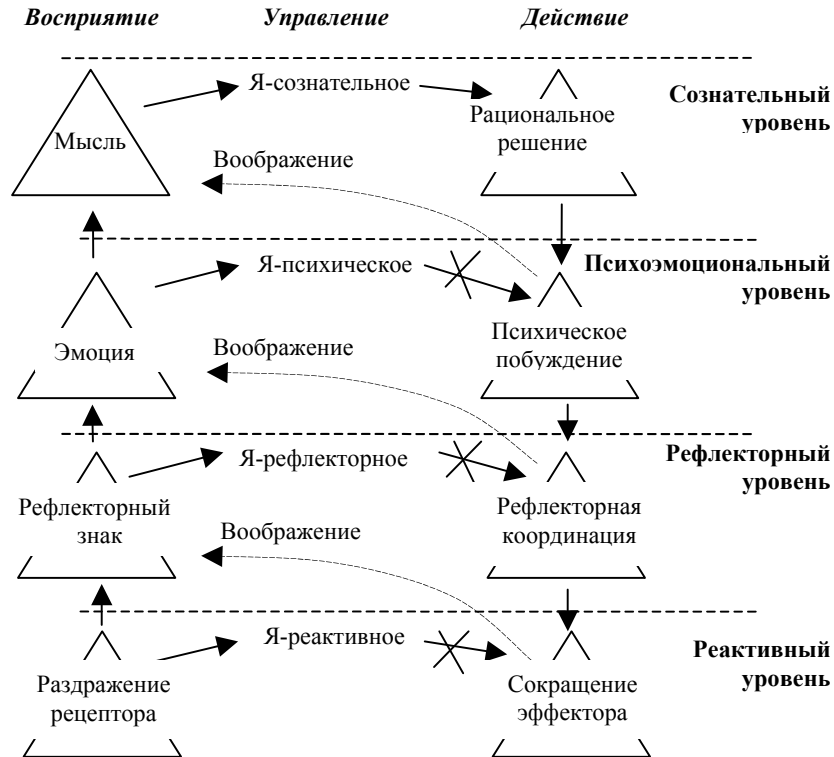 Восприятие Управление Действие
Я-сознательное
Сознательный
уровень
Мысль
Рациональное
решение
Воображение
Я-психическое
Психоэмоциональный
уровень
Эмоция
Воображение
Психическое
побуждение
Я-рефлекторное
Рефлекторный
уровень
Рефлекторный
знак
Воображение
Рефлекторная
координация
Я-реактивное
Реактивный
уровень
Раздражение
рецептора
Сокращение
эффектора